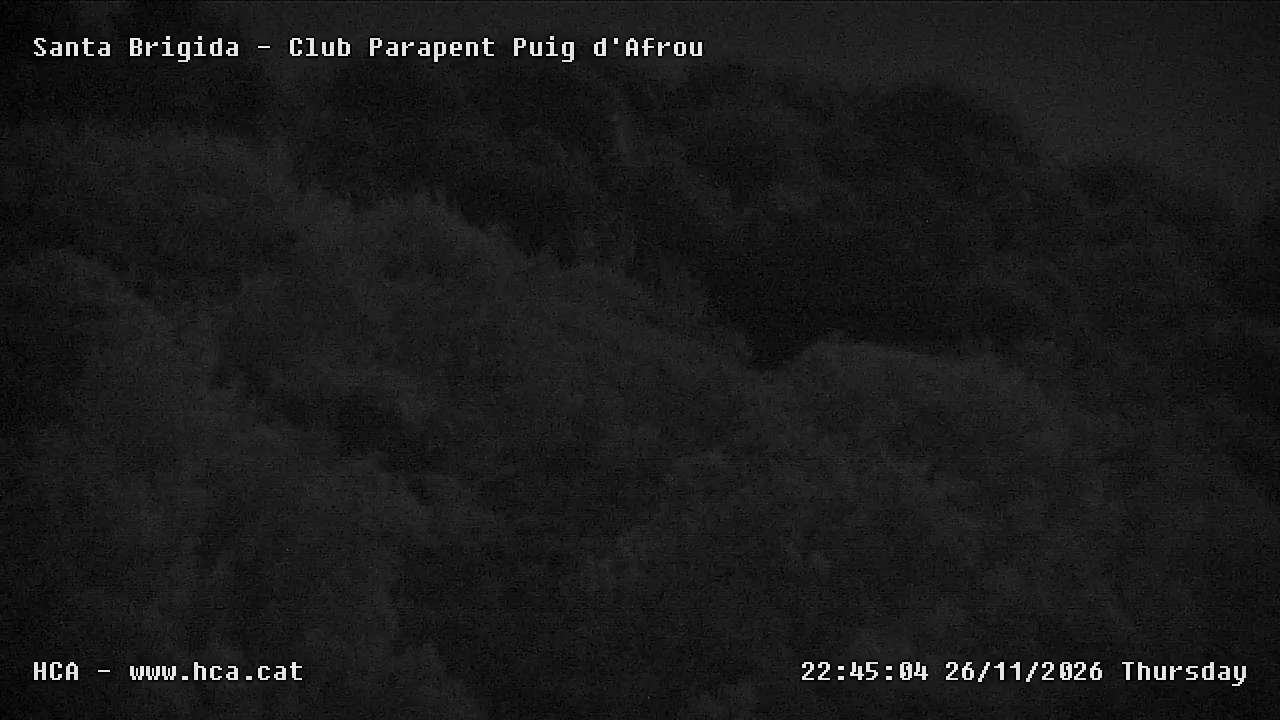 Santa Brigida - Club Parapent Puig d'Afrou
HCA - www.hca.cat
22:45:04 26/11/2026 Thursday